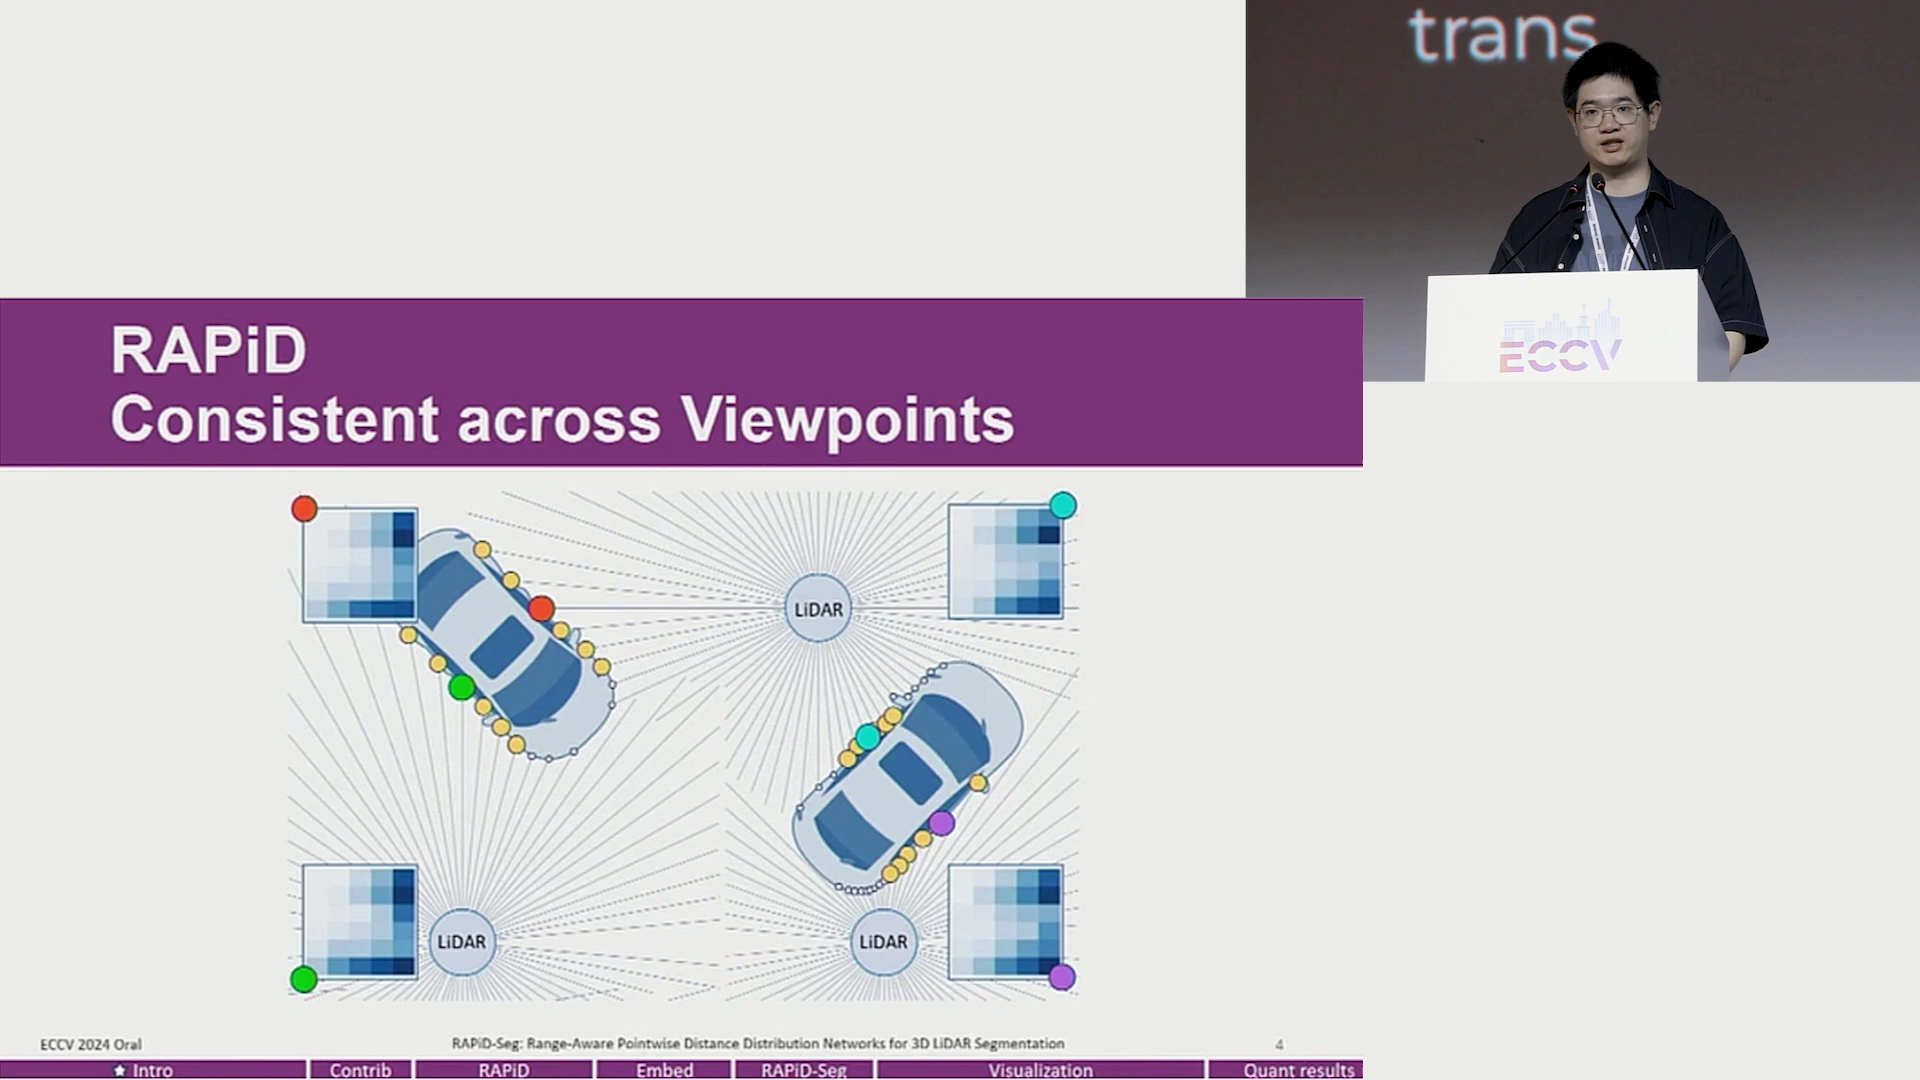 trans
ECCV
RAPiD
Consistent across Viewpoints
LiDAR
LiDAR
LiDAR
ECCV 2024 Oral
RAPiD-Seg: Range-Aware Pointwise Distance Distribution Networks for 3D LiDAR Segmentation
4
★ Intro
Contrib
RAPiD
Embed
RAPiD-Seg
Visualization
Quant results